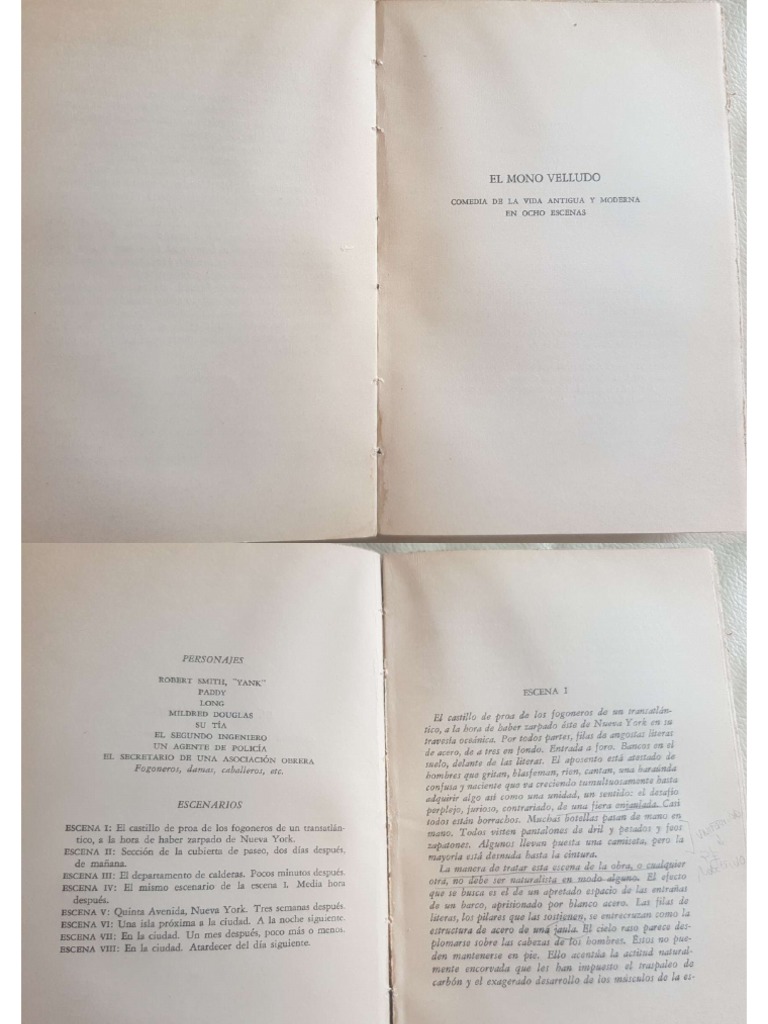 EL MONO VELLUDO
COMEDIA DE LA VIDA ANTIGUA Y MODERNA
EN OCHO ESCENAS
PERSONAJES
ROBERT SMITH, "YANK"
PADDY
LONG
MILDRED DOUGLAS
SU TÍA
EL SEGUNDO INGENIERO
UN AGENTE DE POLICÍA
EL SECRETARIO DE UNA ASOCIACIÓN OBRERA
Fogoneros, damas, caballeros, etc.
ESCENARIOS
ESCENA I: El castillo de proa de los fogoneros de un transatlán-
tico, a la hora de haber zarpado de Nueva York.
ESCENA II: Sección de la cubierta de paseo, dos días después,
de mañana.
ESCENA III: El departamento de calderas. Pocos minutos después.
ESCENA IV: El mismo escenario de la escena I. Media hora
después.
ESCENA V: Quinta Avenida, Nueva York. Tres semanas después.
ESCENA VI: Una isla próxima a la ciudad. A la noche siguiente.
ESCENA VII: En la ciudad. Un mes después, poco más o menos.
ESCENA VIII: En la ciudad. Atardecer del día siguiente.
ESCENA I
El castillo de proa de los fogoneros de un transatlán-
tico, a la hora de haber zarpado éste de Nueva York en su
travesía oceánica. Por todos partes, filas de angostas literas
de acero, de a tres en fondo. Entrada a foro. Bancos en el
suelo, delante de las literas. El aposento está atestado de
hombres que gritan, blasfeman, ríen, cantan, una baraúnda
confusa y naciente que va creciendo tumultuosamente hasta
adquirir algo así como una unidad, un sentido: el desafío
perplejo, furioso, contrariado, de una fiera enjaulada. Casi
todos están borrachos. Muchas botellas pasan de mano en
mano. Todos visten pantalones de dril y pesados y feos
zapatones. Algunos llevan puesta una camiseta, pero la
mayoría está desnuda hasta la cintura.
La manera de tratar esta escena de la obra, o cualquier
otra, no debe ser naturalista en modo alguno. El efecto
que se busca es el de un apretado espacio de las entrañas
de un barco, aprisionado por blanco acero. Las filas de
literas, los pilares que las sostienen, se entrecruzan como la
estructura de acero de una jaula. El cielo raso parece des-
plomarse sobre las cabezas de los hombres. Éstos no pue-
den mantenerse en pie. Ello acentúa la actitud natural-
mente encorvada que les han impuesto el traspaleo de
carbón y el exagerado desarrollo de los músculos de la es-